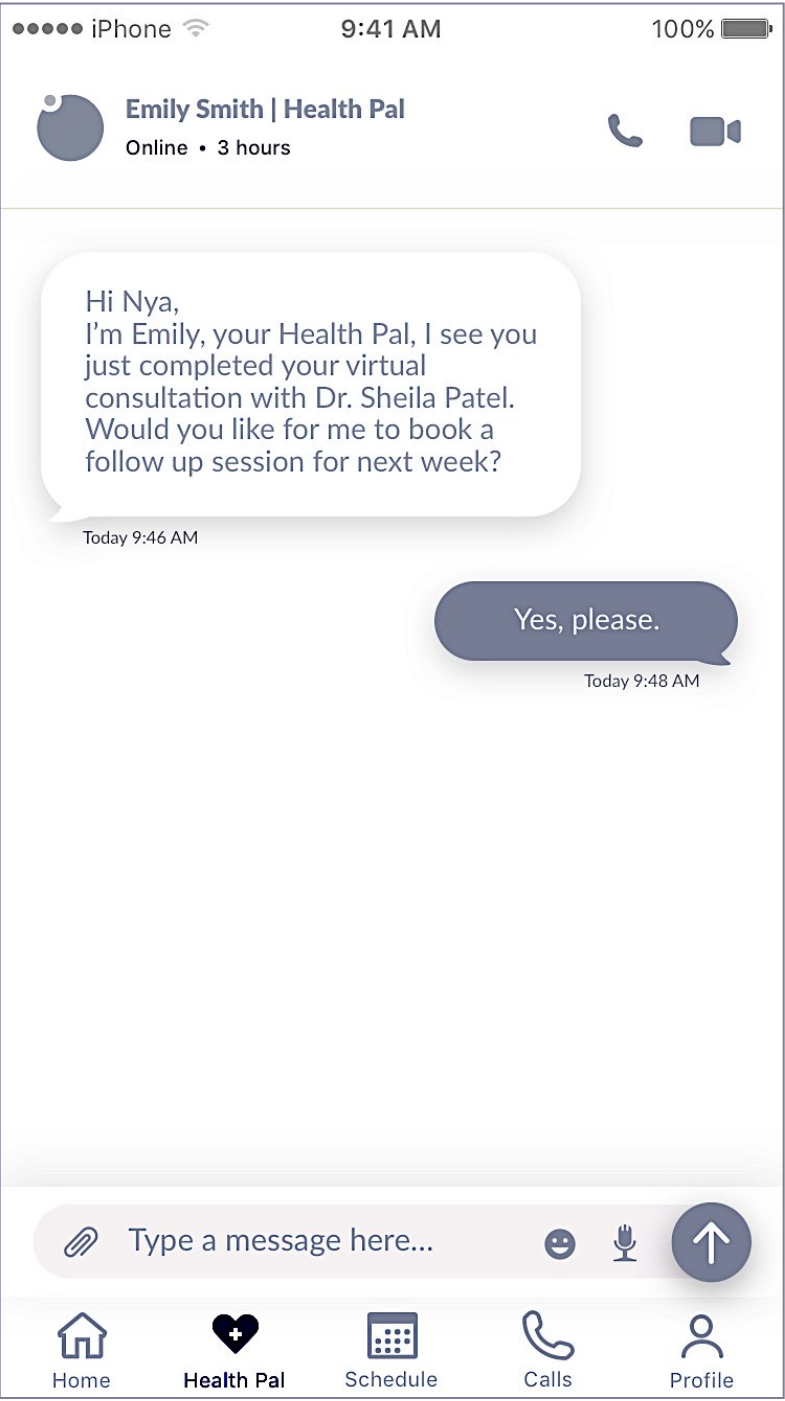 iPhone 9:41 AM 100%
Emily Smith | Health Pal
Online • 3 hours
Hi Nya,
I’m Emily, your Health Pal, I see you
just completed your virtual
consultation with Dr. Sheila Patel.
Would you like for me to book a
follow up session for next week?
Today 9:46 AM
Yes, please.
Today 9:48 AM
Type a message here...
Home Health Pal Schedule Calls Profile